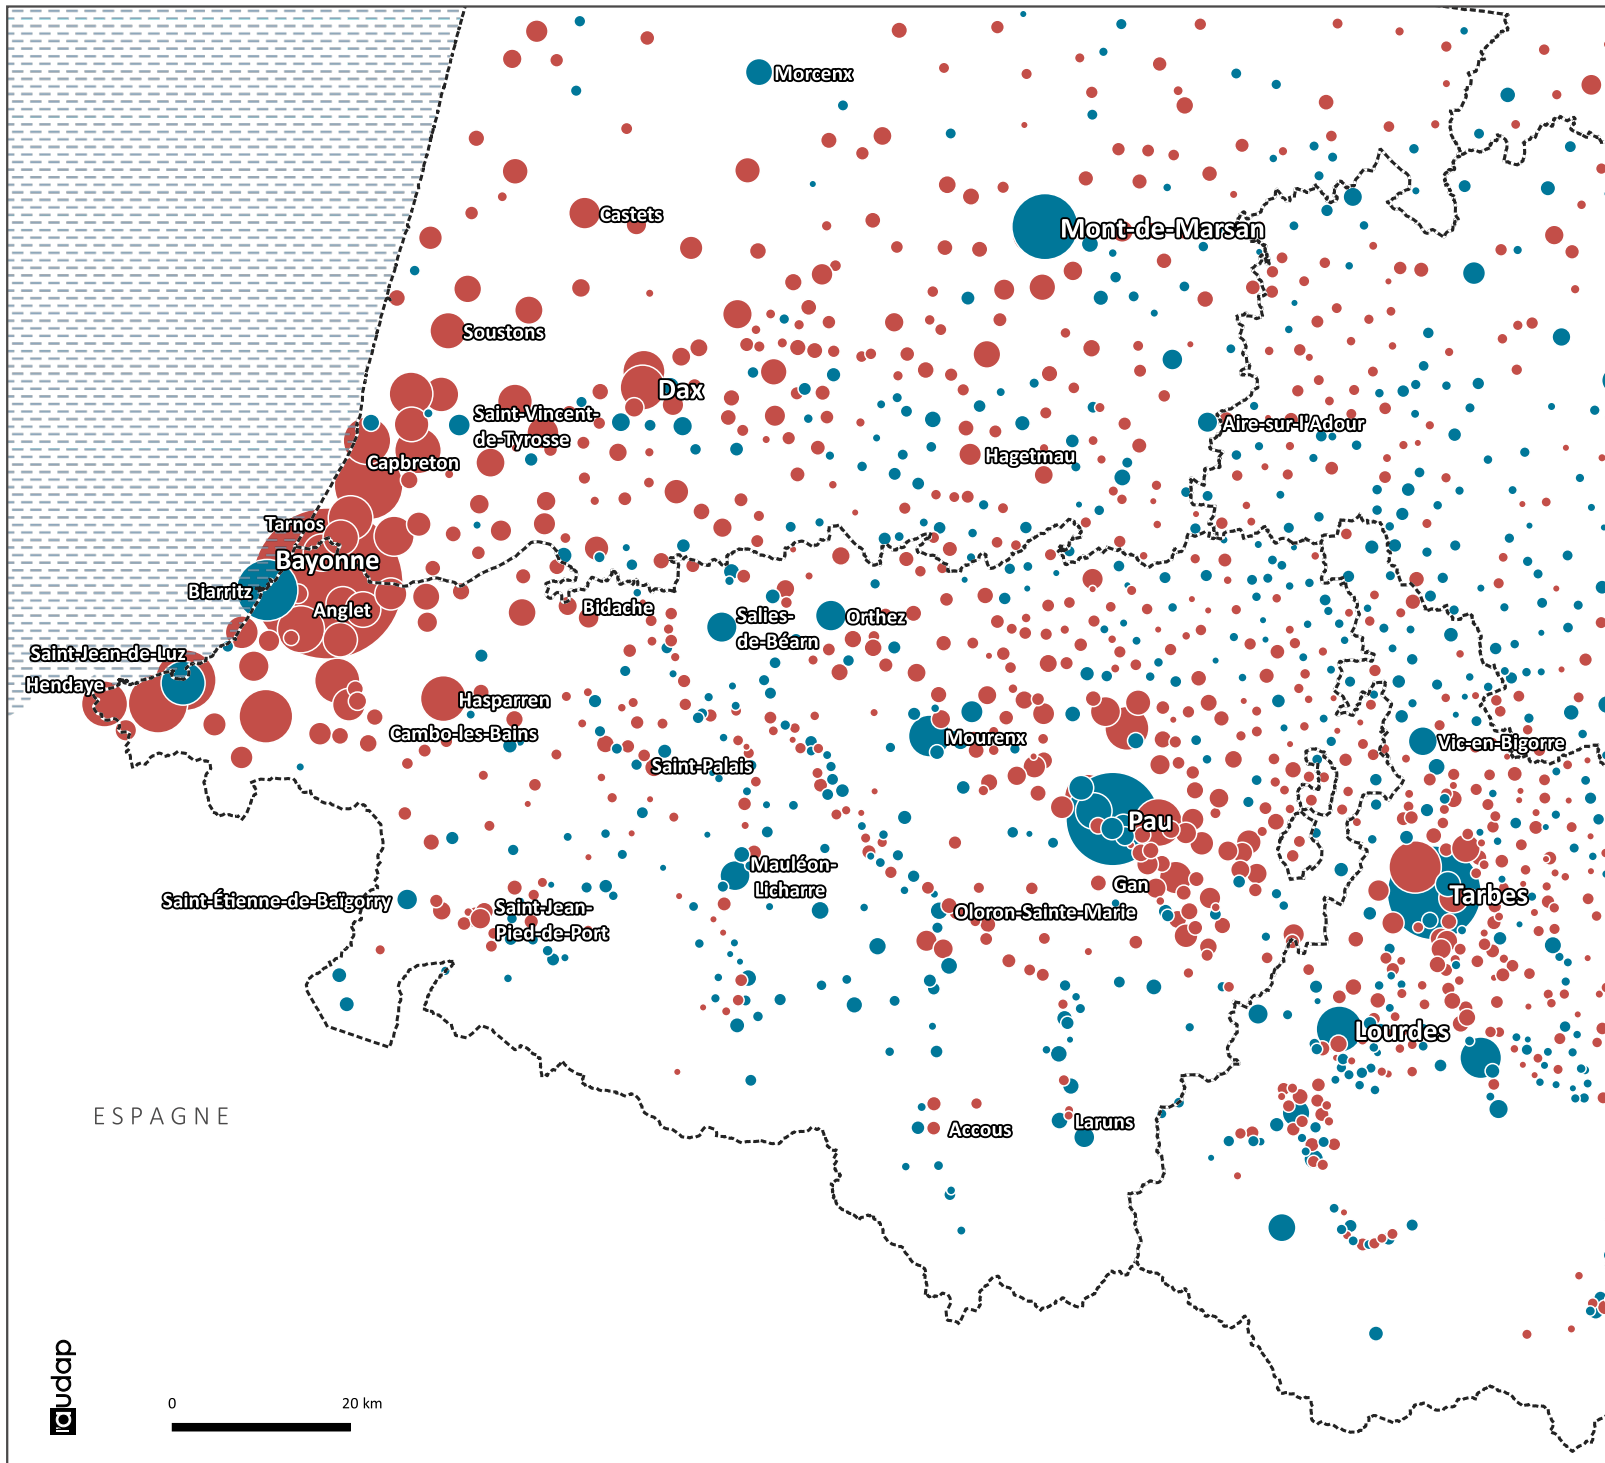 Morcenx
Castets
Mont-de-Marsan
Soustons
Dax
Saint-Vincent-
de-Tyrosse
Aire-sur-l'Adour
Capbreton
Hagetmau
Tarnos
Bayonne
Biarritz
Anglet
Bidache
Salies-
de-Béarn
Orthez
Saint-Jean-de-Luz
Hendaye
Hasparren
Cambo-les-Bains
Mourenx
Vic-en-Bigorre
Saint-Palais
Pau
Mauléon-
Licharre
Gan
Tarbes
Saint-Étienne-de-Baïgorry
Saint-Jean-
Pied-de-Port
Oloron-Sainte-Marie
Lourdes
ESPAGNE
Accous
Laruns
audap
0 20 km